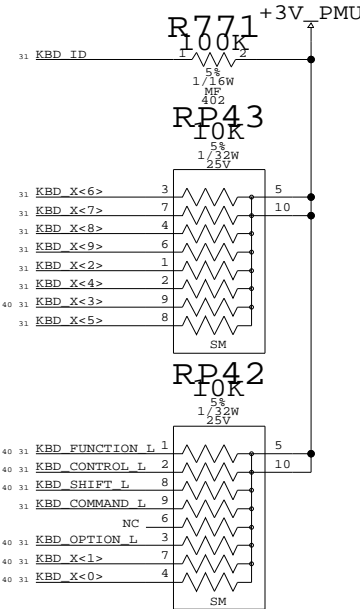 +3V_PMU
R771
100K
31 KBD_ID 1 2
5%
1/16W
MF
402
RP43
10K
5%
1/32W
25V
31 KBD_X<6> 3 5
31 KBD_X<7> 7 10
31 KBD_X<8> 4
31 KBD_X<9> 6
31 KBD_X<2> 1
31 KBD_X<4> 2
40 31 KBD_X<3> 9
31 KBD_X<5> 8
SM
RP42
10K
5%
1/32W
25V
40 31 KBD_FUNCTION_L 1 5
40 31 KBD_CONTROL_L 2 10
40 31 KBD_SHIFT_L 8
31 KBD_COMMAND_L 9
NC 6
40 31 KBD_OPTION_L 3
40 31 KBD_X<1> 7
40 31 KBD_X<0> 4
SM